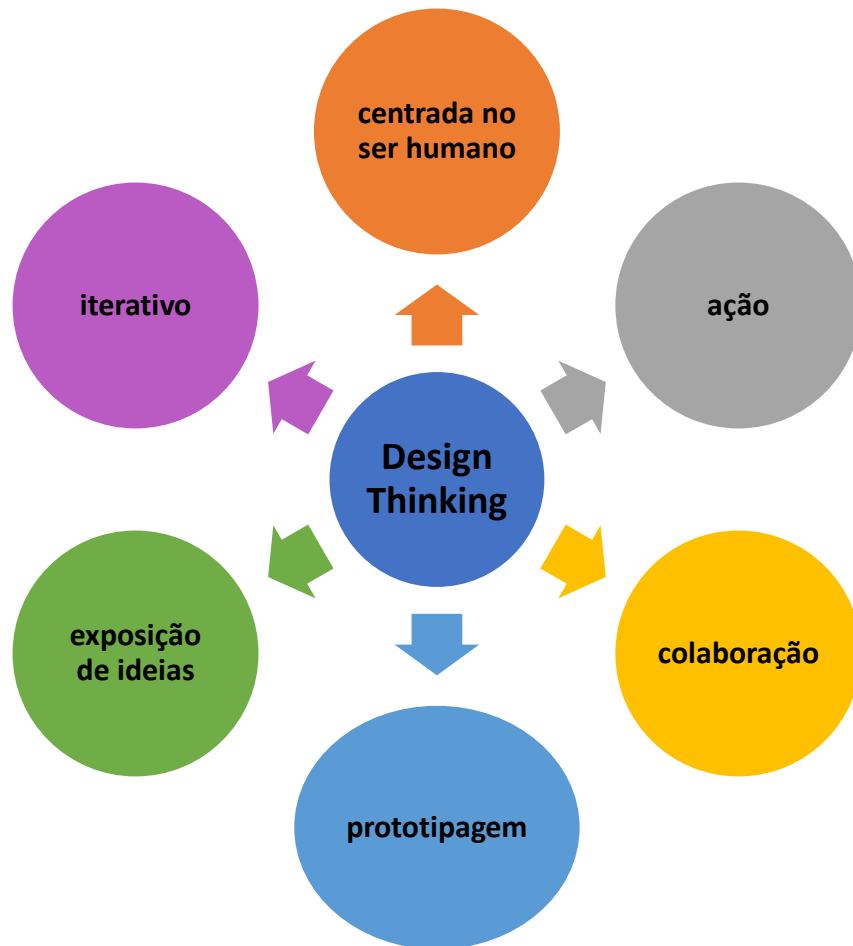 centrada no
ser humano
iterativo
ação
Design
Thinking
exposição
de ideias
colaboração
prototipagem